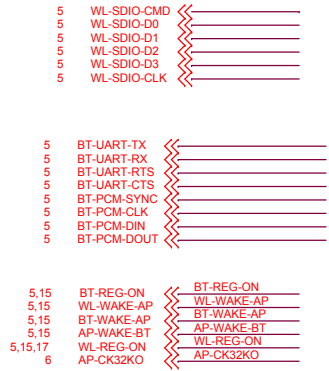 5 WL-SDIO-CMD
5 WL-SDIO-D0
5 WL-SDIO-D1
5 WL-SDIO-D2
5 WL-SDIO-D3
5 WL-SDIO-CLK
5 BT-UART-TX
5 BT-UART-RX
5 BT-UART-RTS
5 BT-UART-CTS
5 BT-PCM-SYNC
5 BT-PCM-CLK
5 BT-PCM-DIN
5 BT-PCM-DOUT
5,15 BT-REG-ON BT-REG-ON
5,15 WL-WAKE-AP WL-WAKE-AP
5,15 BT-WAKE-AP BT-WAKE-AP
5,15 AP-WAKE-BT AP-WAKE-BT
5,15,17 WL-REG-ON WL-REG-ON
6 AP-CK32KO AP-CK32KO